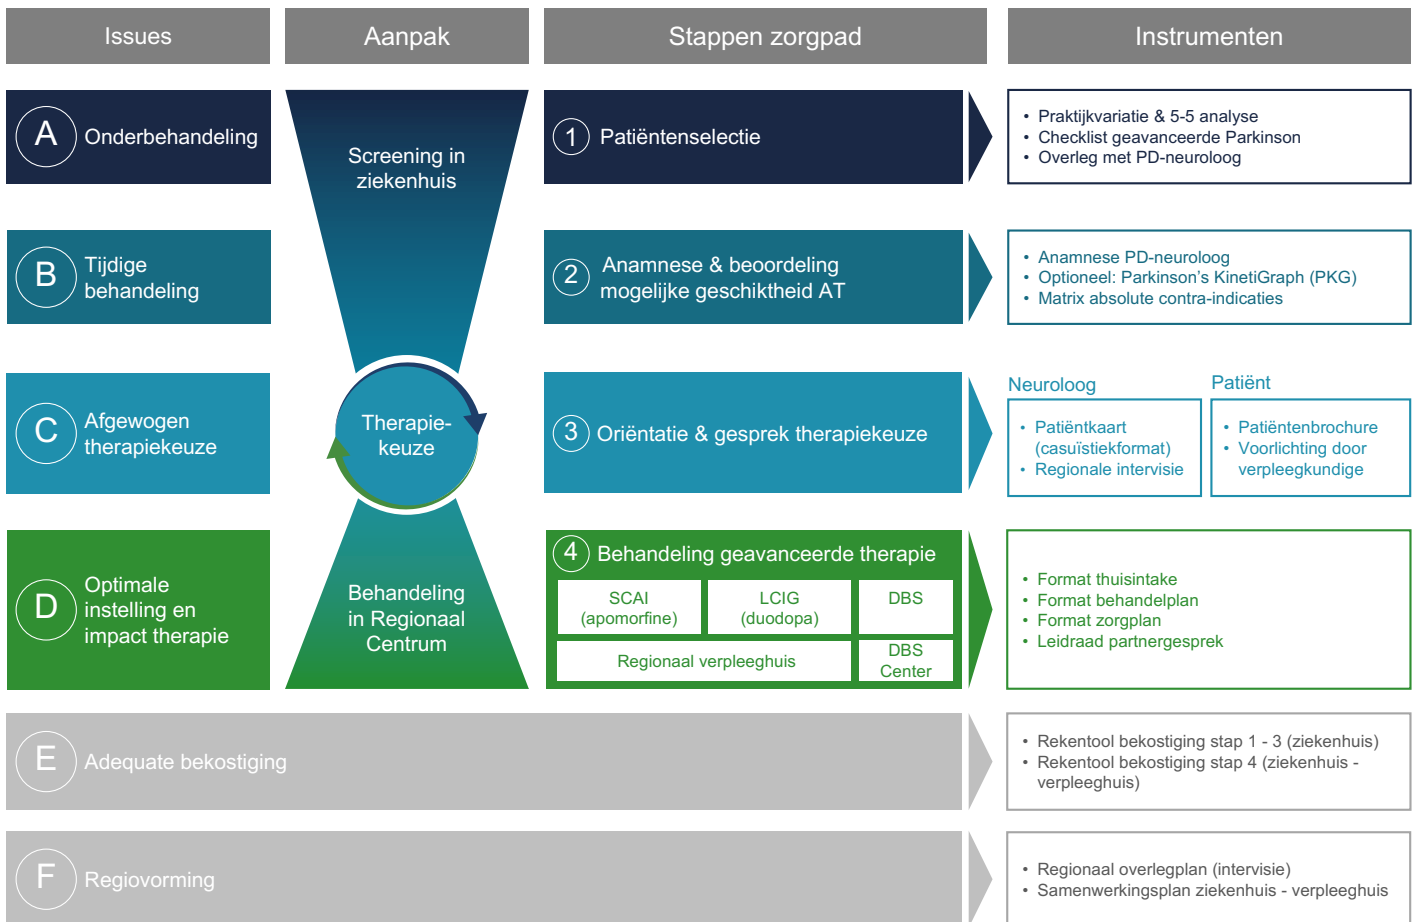 Issues
Aanpak
Stappen zorgpad
Instrumenten
A
Onderbehandeling
Screening in
ziekenhuis
1
Patiëntenselectie
• Praktijkvariatie & 5-5 analyse
• Checklist geavanceerde Parkinson
• Overleg met PD-neuroloog
B
Tijdige
behandeling
2
Anamnese & beoordeling
mogelijke geschiktheid AT
• Anamnese PD-neuroloog
• Optioneel: Parkinson’s KinetiGraph (PKG)
• Matrix absolute contra-indicaties
C
Afgewogen
therapiekeuze
Therapie-
keuze
3
Oriëntatie & gesprek therapiekeuze
Neuroloog
• Patiëntkaart
(casuïstiekformat)
• Regionale intervisie
Patiënt
• Patiëntenbrochure
• Voorlichting door
verpleegkundige
D
Optimale
instelling en
impact therapie
Behandeling
in Regionaal
Centrum
4
Behandeling geavanceerde therapie
SCAI
(apomorfine)
LCIG
(duodopa)
DBS
Regionaal verpleeghuis
DBS
Center
• Format thuisintake
• Format behandelplan
• Format zorgplan
• Leidraad partnergesprek
E
Adequate bekostiging
• Rekentool bekostiging stap 1 - 3 (ziekenhuis)
• Rekentool bekostiging stap 4 (ziekenhuis -
verpleeghuis)
F
Regiovorming
• Regionaal overlegplan (intervisie)
• Samenwerkingsplan ziekenhuis - verpleeghuis